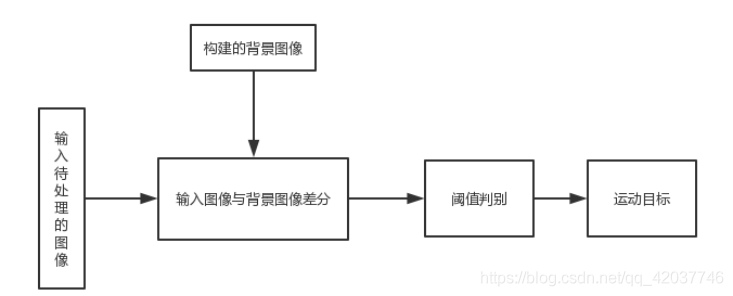 构建的背景图像
输入待处理的图像
输入图像与背景图像差分
阈值判别
运动目标
https://blog.csdn.net/qq_42037746